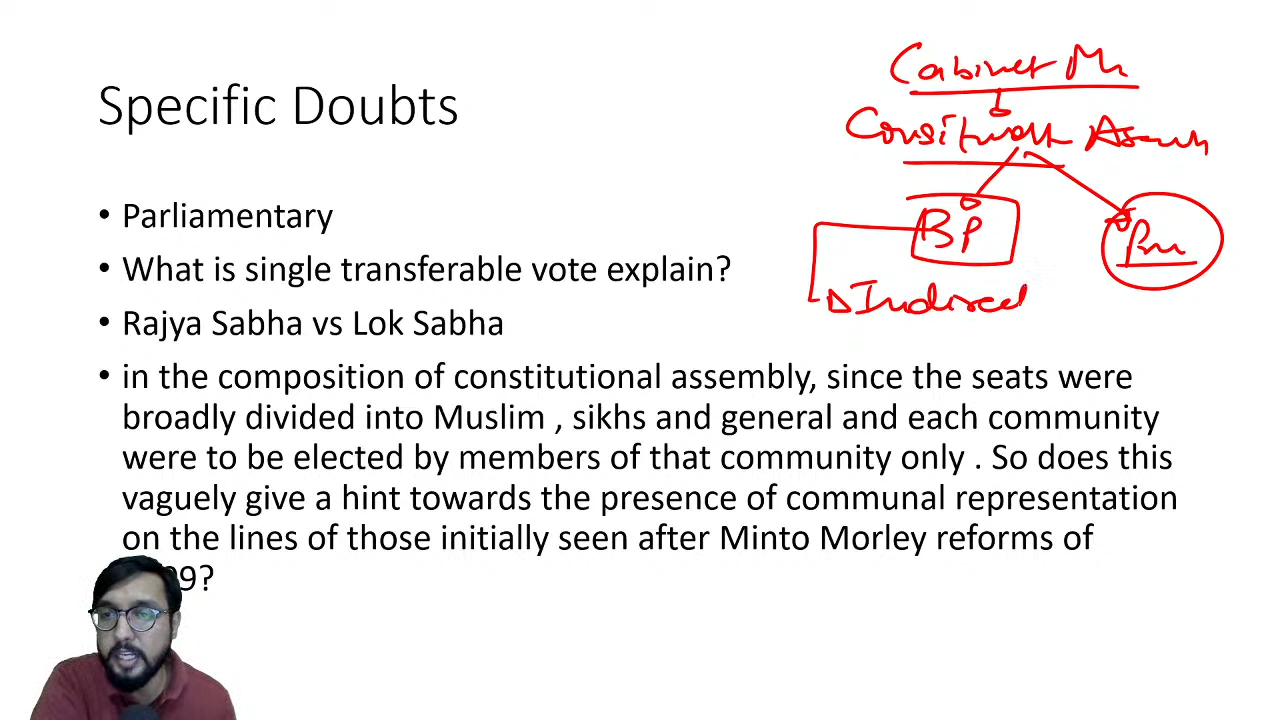 Specific Doubts
Cabinet
BP
Indirect
• Parliamentary
• What is single transferable vote explain?
• Rajya Sabha vs Lok Sabha
• in the composition of constitutional assembly, since the seats were
broadly divided into Muslim , sikhs and general and each community
were to be elected by members of that community only . So does this
vaguely give a hint towards the presence of communal representation
on the lines of those initially seen after Minto Morley reforms of
9?